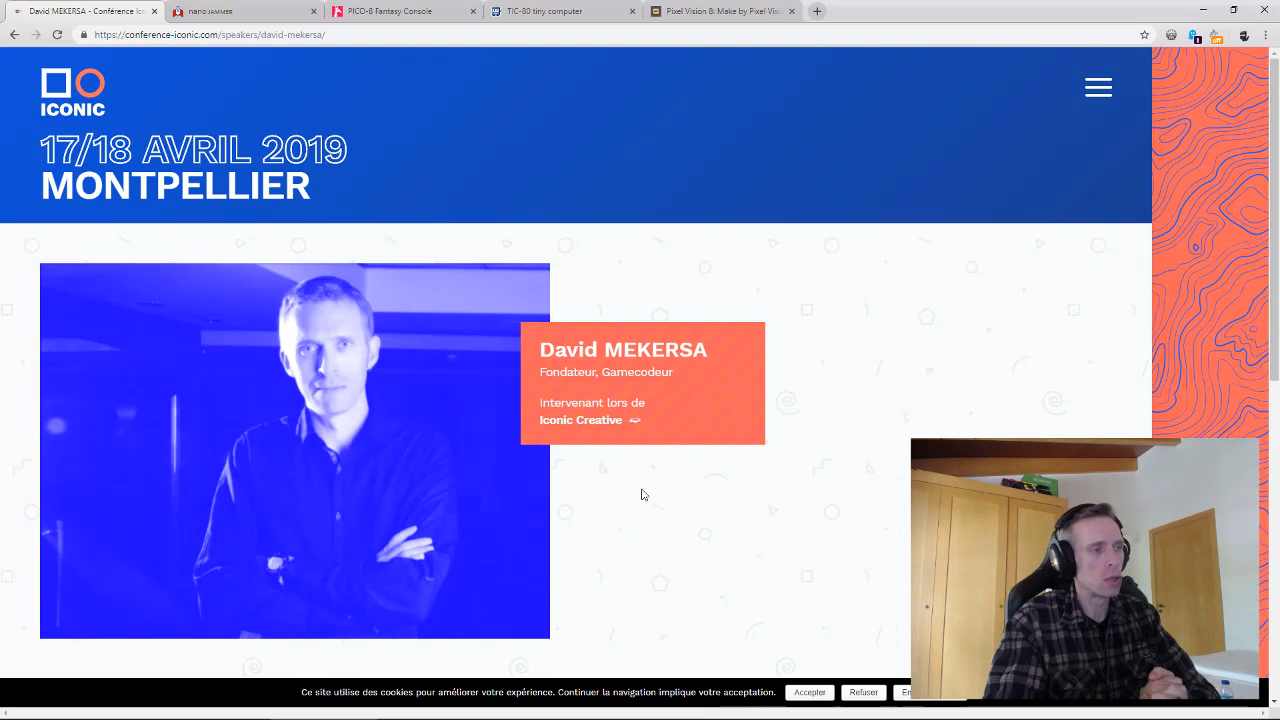 David MEKERSA - Conférence Ic
nano jammer
PICO-8 Fantasy Console
TIC-80 tiny computer
Pixel Vision 8: Make by Pixel Visio
https://conference-iconic.com/speakers/david-mekersa/
off
ICONIC
17/18 AVRIL 2019
MONTPELLIER
David MEKERSA
Fondateur, Gamecodeur
Intervenant lors de
Iconic Creative
Ce site utilise des cookies pour améliorer votre expérience. Continuer la navigation implique votre acceptation.
Accepter
Refuser
En